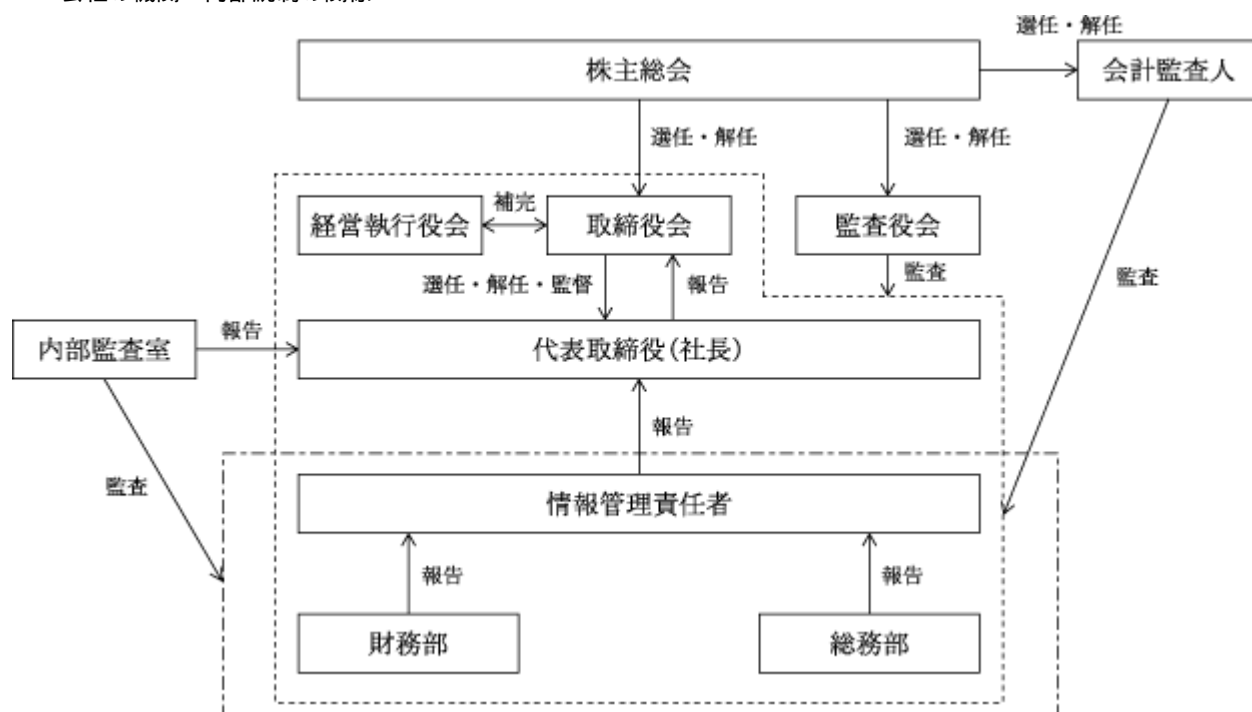 選任・解任
株主総会
会計監査人
選任・解任
選任・解任
経営執行役会
補完
取締役会
監査役会
選任・解任・監督
報告
監査
監査
内部監査室
報告
代表取締役(社長)
報告
監査
情報管理責任者
報告
報告
財務部
総務部